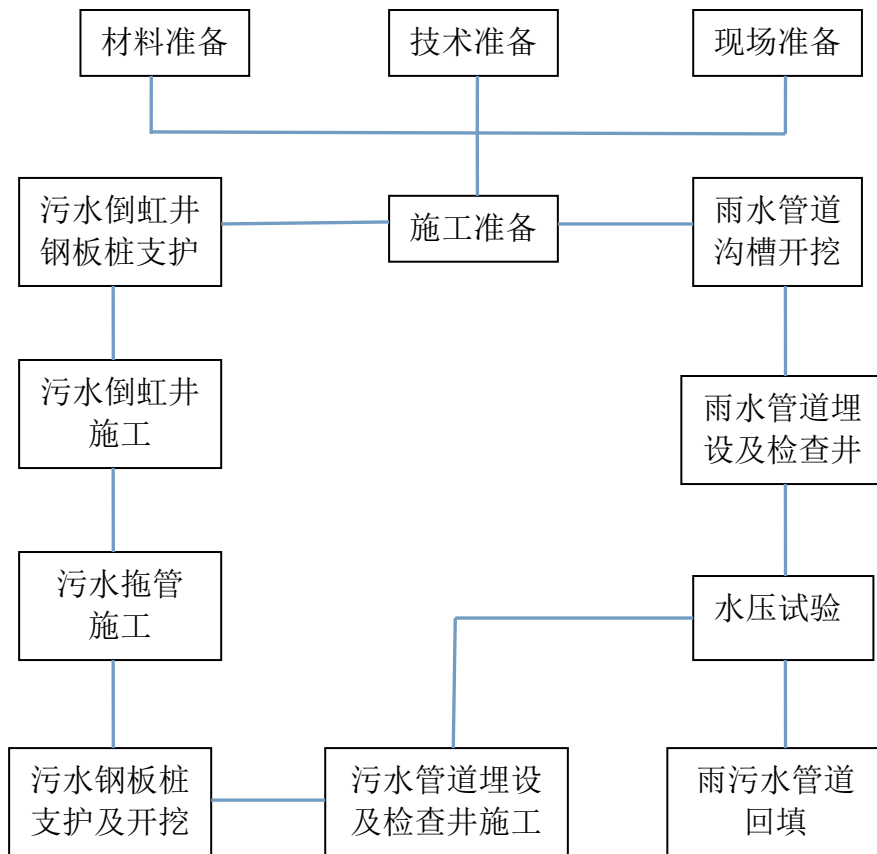 材料准备
技术准备
现场准备
污水倒虹井
钢板桩支护
施工准备
雨水管道
沟槽开挖
污水倒虹井
施工
雨水管道埋
设及检查井
污水拖管
施工
水压试验
污水钢板桩
支护及开挖
污水管道埋设
及检查井施工
雨污水管道
回填